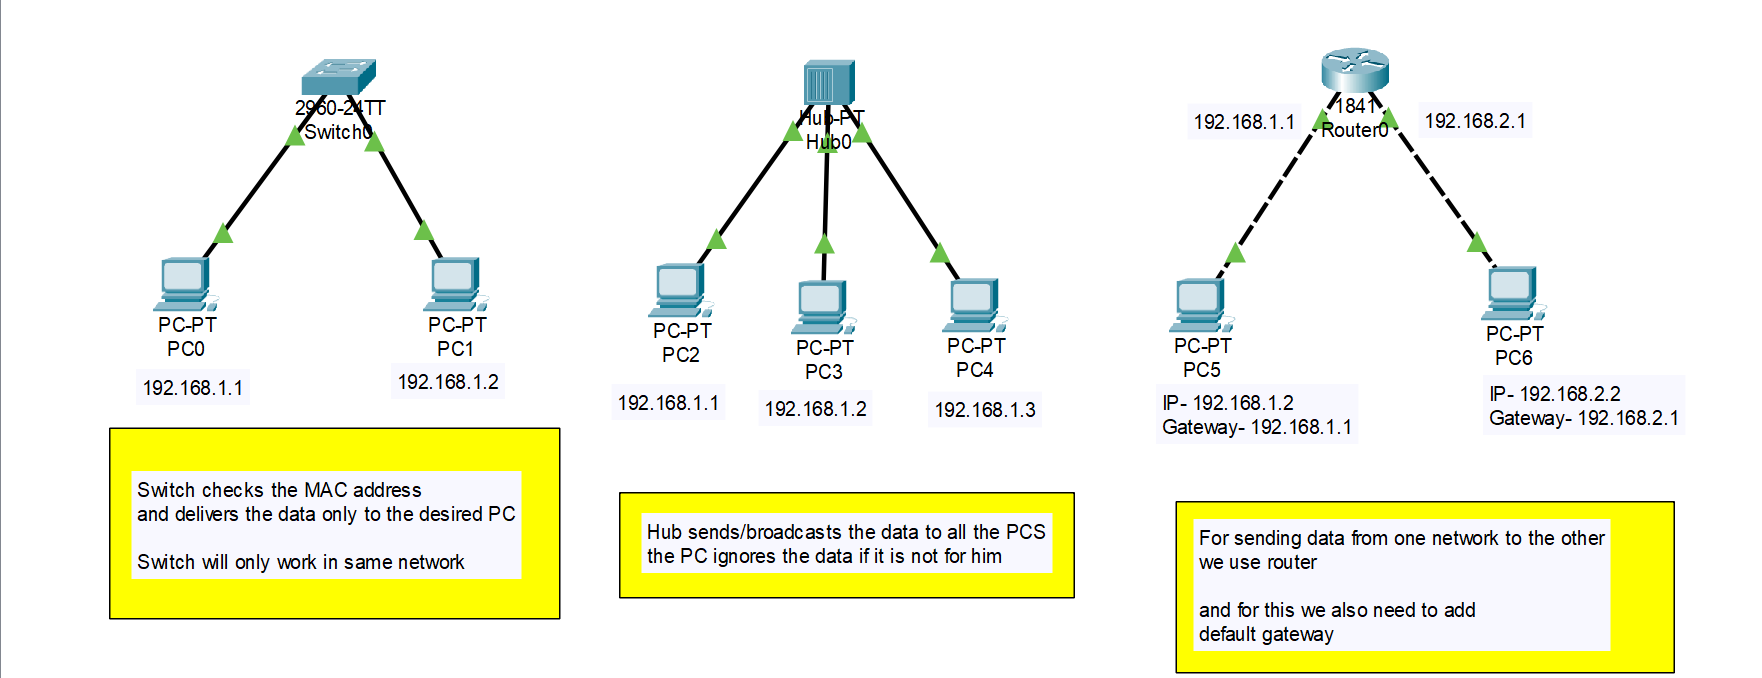 2960-24TT
Switch0
PC-PT
PC0
192.168.1.1
PC-PT
PC1
192.168.1.2
Switch checks the MAC address
and delivers the data only to the desired PC
Switch will only work in same network
Hub-PT
Hub0
PC-PT
PC2
192.168.1.1
PC-PT
PC3
192.168.1.2
PC-PT
PC4
192.168.1.3
Hub sends/broadcasts the data to all the PCS
the PC ignores the data if it is not for him
192.168.1.1
1841
Router0
192.168.2.1
PC-PT
PC5
IP- 192.168.1.2
Gateway- 192.168.1.1
PC-PT
PC6
IP- 192.168.2.2
Gateway- 192.168.2.1
For sending data from one network to the other
we use router
and for this we also need to add
default gateway